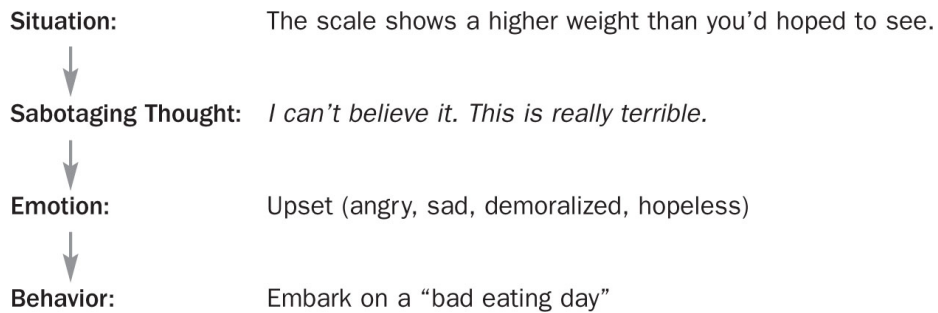 Situation: The scale shows a higher weight than you’d hoped to see.
Sabotaging Thought: I can’t believe it. This is really terrible.
Emotion: Upset (angry, sad, demoralized, hopeless)
Behavior: Embark on a “bad eating day”